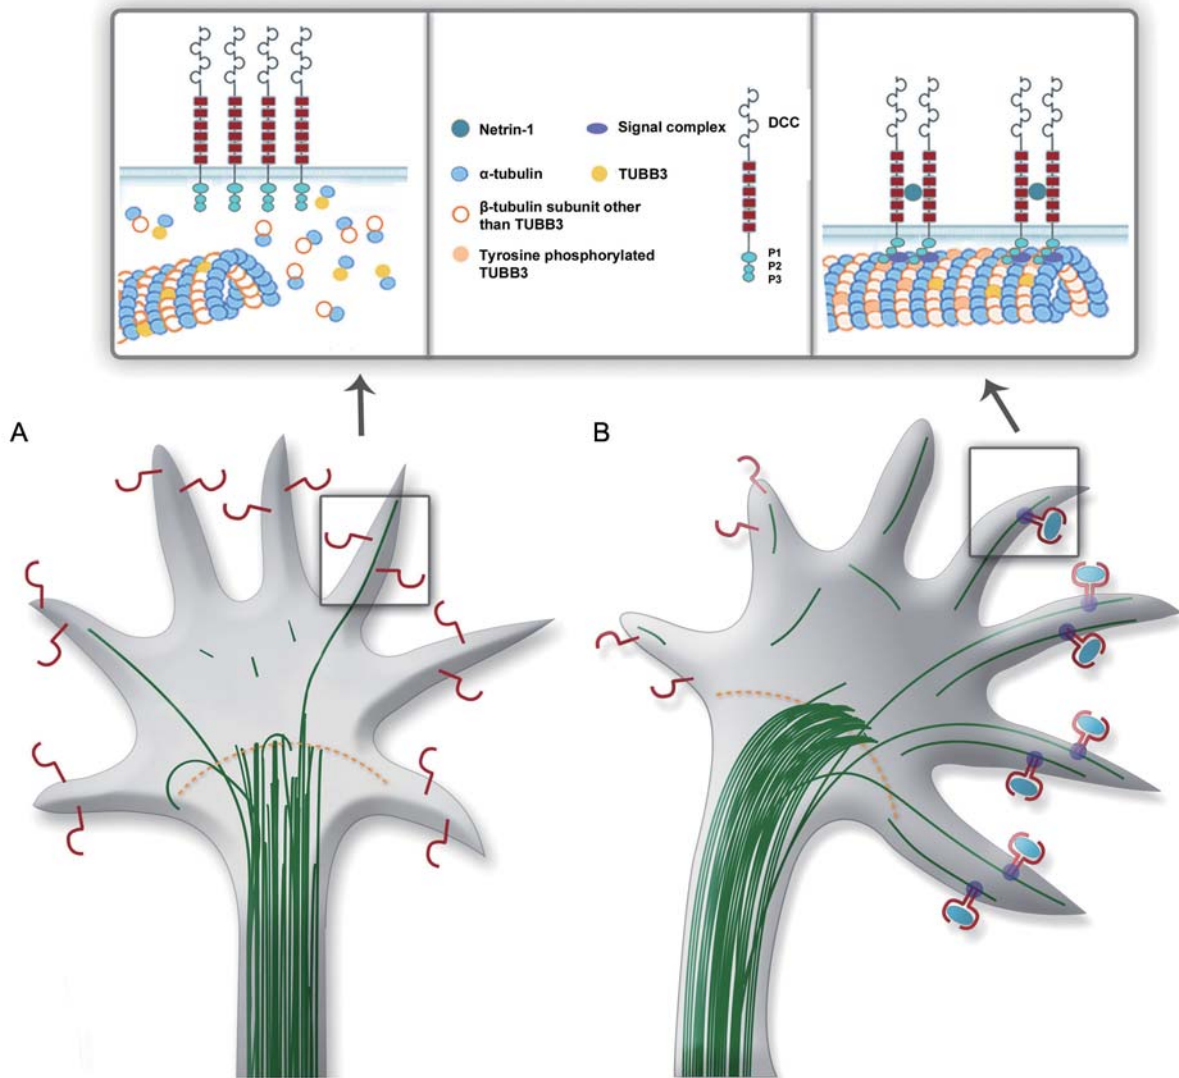 Netrin-1
Signal complex
DCC
α-tubulin
TUBB3
β-tubulin subunit other
than TUBB3
Tyrosine phosphorylated
TUBB3
P1
P2
P3
A
B